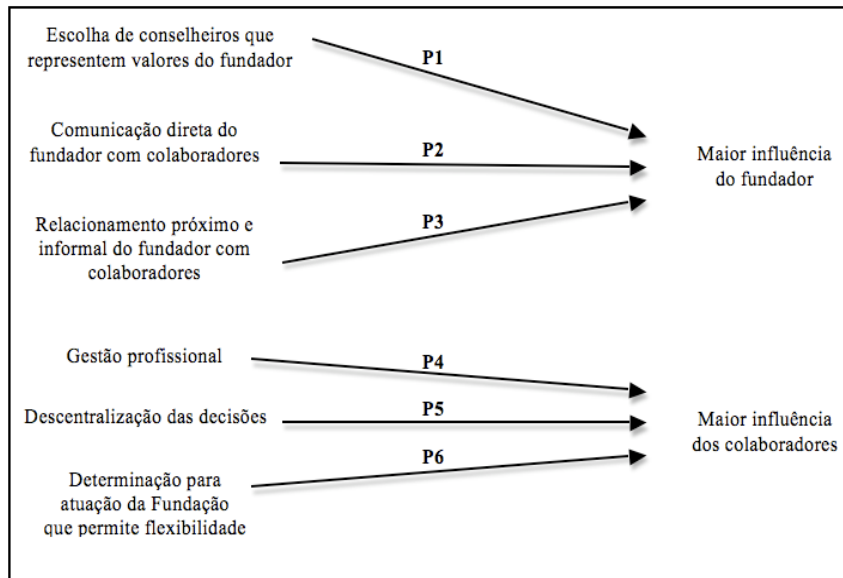 Escolha de conselheiros que
representem valores do fundador
P1
Comunicação direta do
fundador com colaboradores
P2
Maior influência
do fundador
Relacionamento próximo e
informal do fundador com
colaboradores
P3
Gestão profissional
P4
Descentralização das decisões
P5
Maior influência
dos colaboradores
P6
Determinação para
atuação da Fundação
que permite flexibilidade